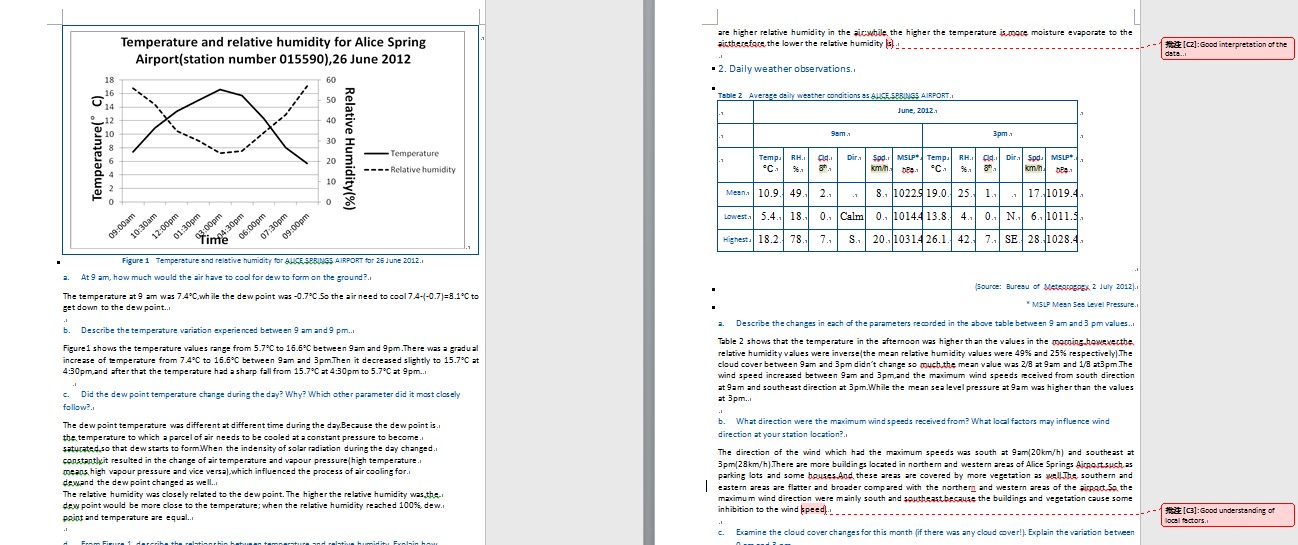 Temperature and relative humidity for Alice Spring
Airport(station number 015590),26 June 2012
Temperature(° C)
18
16
14
12
10
8
6
4
2
0
60
50
40
30
20
10
0
Relative Humidity(%)
Temperature
Relative humidity
09:00am
10:30am
12:00pm
01:30pm
03:00pm
04:30pm
06:00pm
07:30pm
09:00pm
Time
Figure 1 Temperature and relative humidity for ALICE SPRINGS AIRPORT for 26 June 2012.
a. At 9 am, how much would the air have to cool for dew to form on the ground?
The temperature at 9 am was 7.4°C,while the dew point was -0.7°C.So the air need to cool 7.4-(-0.7)=8.1°C to
get down to the dew point.
b. Describe the temperature variation experienced between 9 am and 9 pm.
Figure1 shows the temperature values range from 5.7°C to 16.6°C between 9am and 9pm.There was a gradual
increase of temperature from 7.4°C to 16.6°C between 9am and 3pm.Then it decreased slightly to 15.7°C at
4:30pm,and after that the temperature had a sharp fall from 15.7°C at 4:30pm to 5.7°C at 9pm.
c. Did the dew point temperature change during the day? Why? Which other parameter did it most closely
follow?
The dew point temperature was different at different time during the day.Because the dew point is
the temperature to which a parcel of air needs to be cooled at a constant pressure to become
saturated,so that dew starts to form.When the indensity of solar radiation during the day changed
constantly,it resulted in the change of air temperature and vapour pressure(high temperature
means high vapour pressure and vice versa),which influenced the process of air cooling for
dew,and the dew point changed as well.
The relative humidity was closely related to the dew point. The higher the relative humidity was,the
dew point would be more close to the temperature; when the relative humidity reached 100%, dew
point and temperature are equal.
d. From Figure 1, describe the relationship between temperature and relative humidity. Explain how
are higher relative humidity in the air;while the higher the temperature is,more moisture evaporate to the
air,therefore,the lower the relative humidity is.
批注 [C2]: Good interpretation of the
data.
2. Daily weather observations.
Table 2 Average daily weather conditions as ALICE SPRINGS AIRPORT.
June, 2012
9am 3pm
Temp RH Cld Dir Spd MSLP* Temp RH Cld Dir Spd MSLP*
°C % 8th km/h hPa °C % 8th km/h hPa
Mean 10.9 49 2 8 1022.5 19.0 25 1 17 1019.4
Lowest 5.4 18 0 Calm 0 1014.4 13.8 4 0 N 6 1011.5
Highest 18.2 78 7 S 20 1031.4 26.1 42 7 SE 28 1028.4
(Source: Bureau of Meteorogogy, 2 July 2012)
* MSLP Mean Sea Level Pressure.
a. Describe the changes in each of the parameters recorded in the above table between 9 am and 3 pm values.
Table 2 shows that the temperature in the afternoon was higher than the values in the morning,however,the
relative humidity values were inverse(the mean relative humidity values were 49% and 25% respectively).The
cloud cover between 9am and 3pm didn't change so much,the mean value was 2/8 at 9am and 1/8 at3pm.The
wind speed increased between 9am and 3pm,and the maximum wind speeds received from south direction
at 9am and southeast direction at 3pm.While the mean sea level pressure at 9am was higher than the values
at 3pm.
b. What direction were the maximum wind speeds received from? What local factors may influence wind
direction at your station location?
The direction of the wind which had the maximum speeds was south at 9am(20km/h) and southeast at
3pm(28km/h).There are more buildings located in northern and western areas of Alice Springs Airport,such as
parking lots and some houses.And these areas are covered by more vegetation as well.The southern and
eastern areas are flatter and broader compared with the northern and western areas of the airport.So the
maximum wind direction were mainly south and southeast,because the buildings and vegetation cause some
inhibition to the wind speed.
批注 [C3]: Good understanding of
local factors.
c. Examine the cloud cover changes for this month (if there was any cloud cover!). Explain the variation between
9 am and 3 pm.